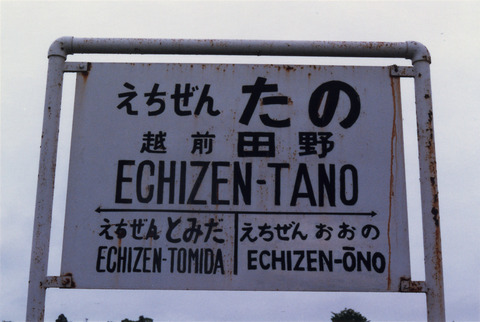 えちぜん たの
越前 田野
ECHIZEN-TANO
えちぜん とみだ えちぜん おおの
ECHIZEN-TOMIDA ECHIZEN-ŌNO